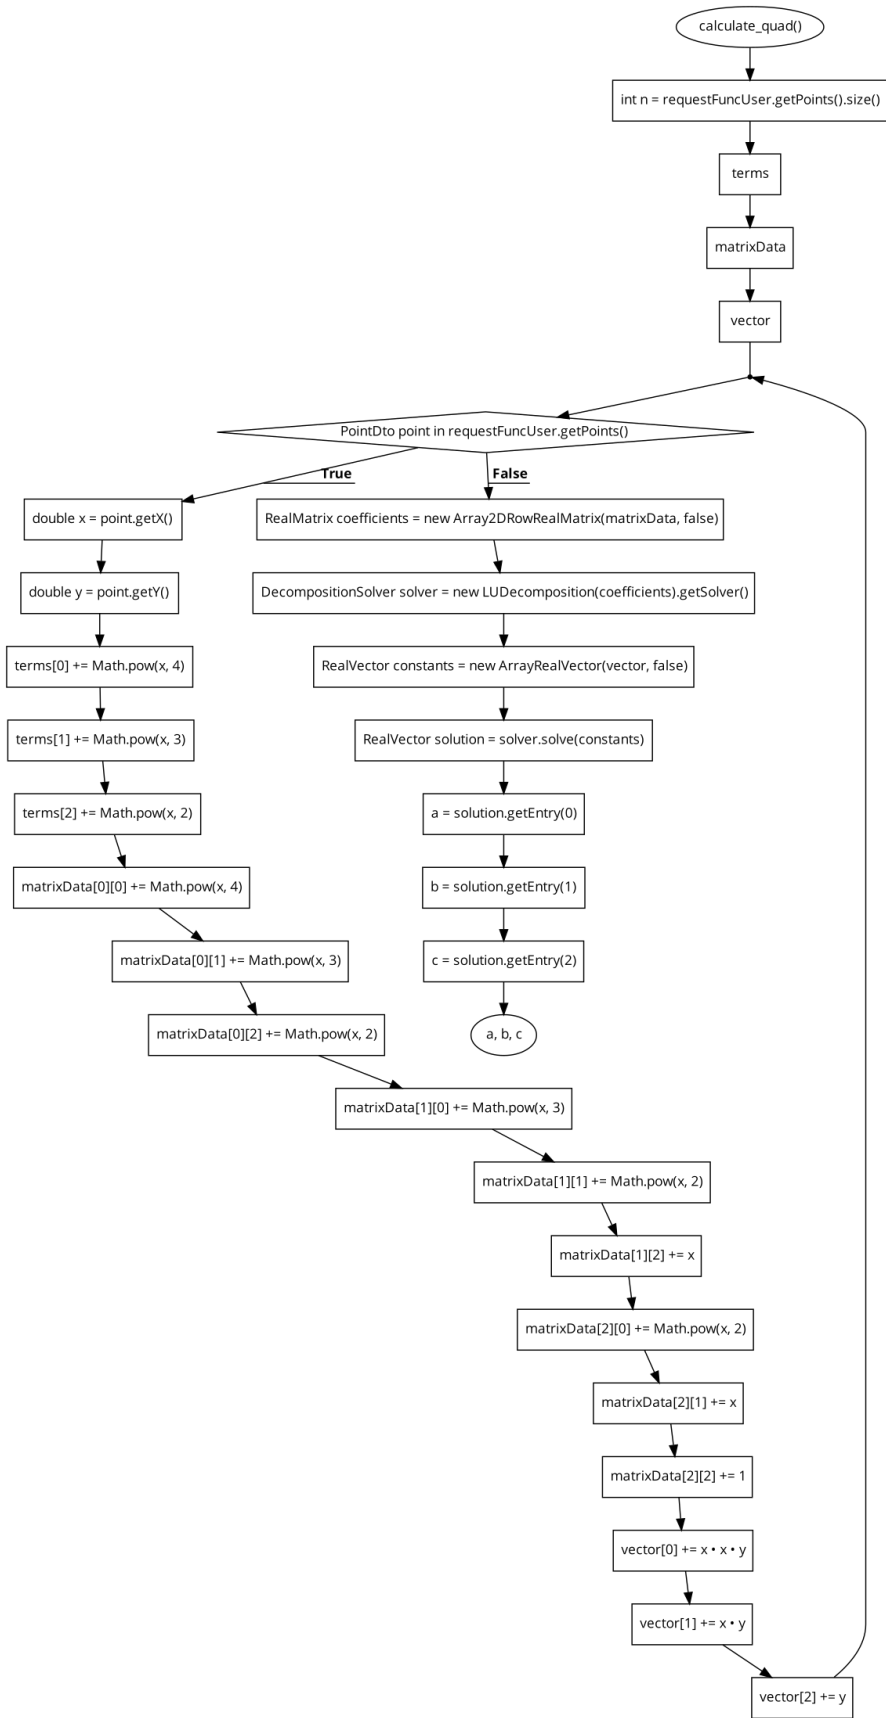 calculate_quad()
int n = requestFuncUser.getPoints().size()
terms
matrixData
vector
PointDto point in requestFuncUser.getPoints()
True
False
double x = point.getX()
double y = point.getY()
terms[0] += Math.pow(x, 4)
terms[1] += Math.pow(x, 3)
terms[2] += Math.pow(x, 2)
matrixData[0][0] += Math.pow(x, 4)
matrixData[0][1] += Math.pow(x, 3)
matrixData[0][2] += Math.pow(x, 2)
matrixData[1][0] += Math.pow(x, 3)
matrixData[1][1] += Math.pow(x, 2)
matrixData[1][2] += x
matrixData[2][0] += Math.pow(x, 2)
matrixData[2][1] += x
matrixData[2][2] += 1
vector[0] += x • x • y
vector[1] += x • y
vector[2] += y
RealMatrix coefficients = new Array2DRowRealMatrix(matrixData, false)
DecompositionSolver solver = new LUDecomposition(coefficients).getSolver()
RealVector constants = new ArrayRealVector(vector, false)
RealVector solution = solver.solve(constants)
a = solution.getEntry(0)
b = solution.getEntry(1)
c = solution.getEntry(2)
a, b, c